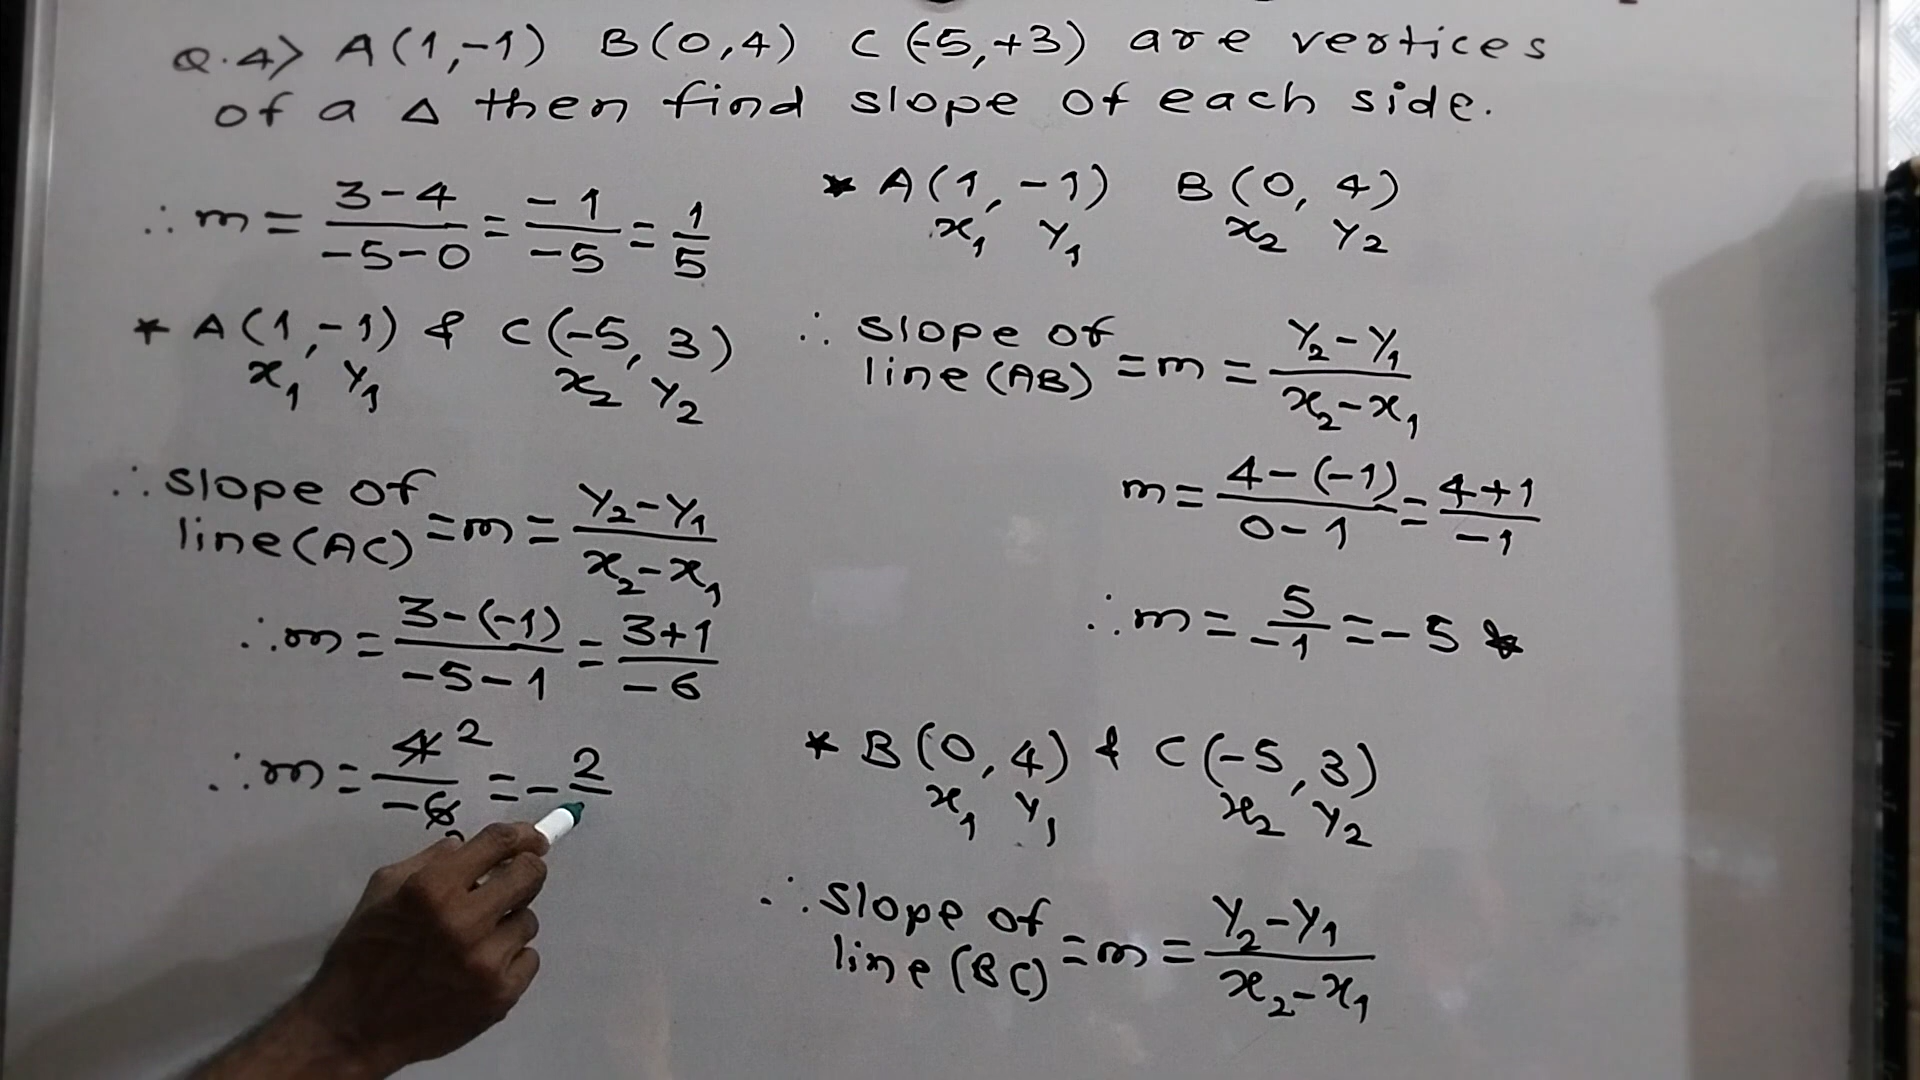 Q.4> A(1,-1) B(0,4) C(-5,+3) are vertices
of a △ then find slope of each side.
* A(1,-1) B(0,4)
x₁ y₁ x₂ y₂
∴ slope of line(AB) = m = (y₂-y₁)/(x₂-x₁)
m = (4-(-1))/(0-1) = (4+1)/(-1)
∴ m = 5/(-1) = -5 *
* B(0,4) & C(-5,3)
x₁ y₁ x₂ y₂
∴ slope of line(BC) = m = (y₂-y₁)/(x₂-x₁)
∴ m = (3-4)/(-5-0) = (-1)/(-5) = 1/5
* A(1,-1) & C(-5,3)
x₁ y₁ x₂ y₂
∴ slope of line(AC) = m = (y₂-y₁)/(x₂-x₁)
∴ m = (3-(-1))/(-5-1) = (3+1)/(-6)
∴ m = 4 2/(-6) = -2/